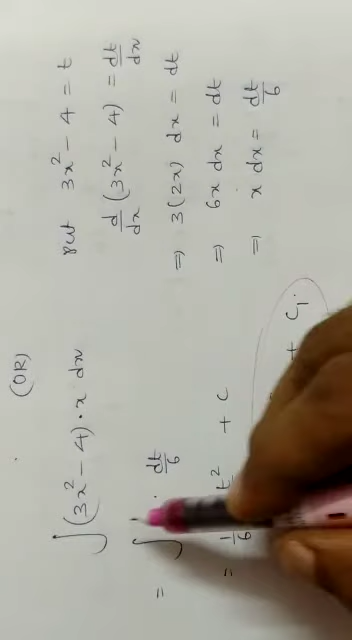 (OR)
∫(3x² − 4) · x dx
put 3x² − 4 = t
d/dx (3x² − 4) = dt/dx
⇒ 3(2x) dx = dt
⇒ 6x dx = dt
⇒ x dx = dt/6
= ∫ · dt/6
= 1/6 t² + c
+ C₁.